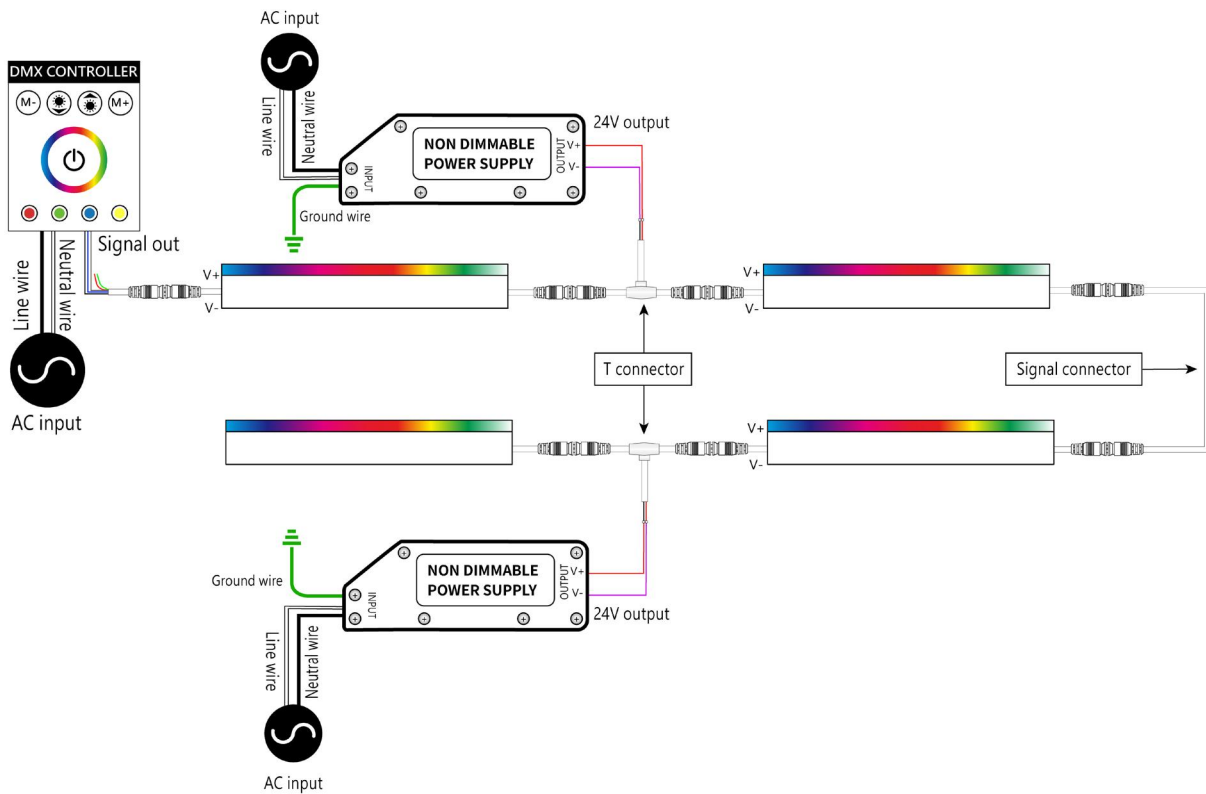 AC input
DMX CONTROLLER
M-
M+
Line wire
Neutral wire
24V output
NON DIMMABLE
POWER SUPPLY
INPUT
OUTPUT
V+
V-
Ground wire
Signal out
Line wire
Neutral wire
AC input
V+
V-
V+
V-
T connector
Signal connector
V+
V-
Ground wire
NON DIMMABLE
POWER SUPPLY
INPUT
OUTPUT
V+
V-
24V output
Line wire
Neutral wire
AC input